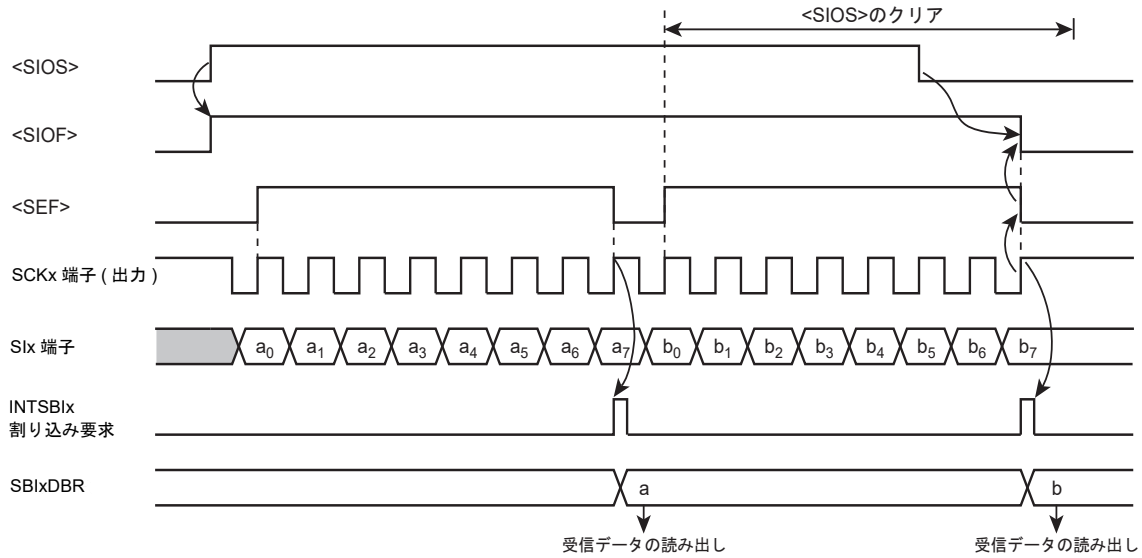 <SIOS>のクリア
<SIOS>
<SIOF>
<SEF>
SCKx 端子 ( 出力 )
SIx 端子
a0 a1 a2 a3 a4 a5 a6 a7 b0 b1 b2 b3 b4 b5 b6 b7
INTSBIx
割り込み要求
SBIxDBR
a
b
受信データの読み出し
受信データの読み出し